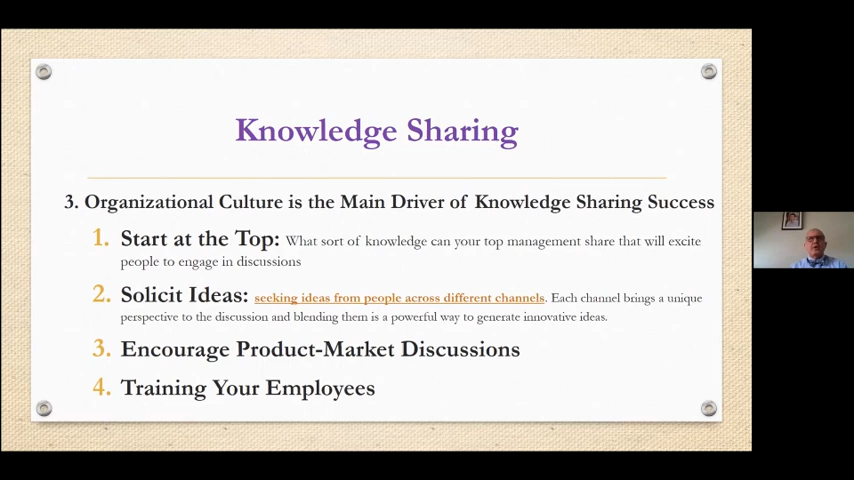 Knowledge Sharing
3. Organizational Culture is the Main Driver of Knowledge Sharing Success
1. Start at the Top: What sort of knowledge can your top management share that will excite
people to engage in discussions
2. Solicit Ideas: seeking ideas from people across different channels. Each channel brings a unique
perspective to the discussion and blending them is a powerful way to generate innovative ideas.
3. Encourage Product-Market Discussions
4. Training Your Employees